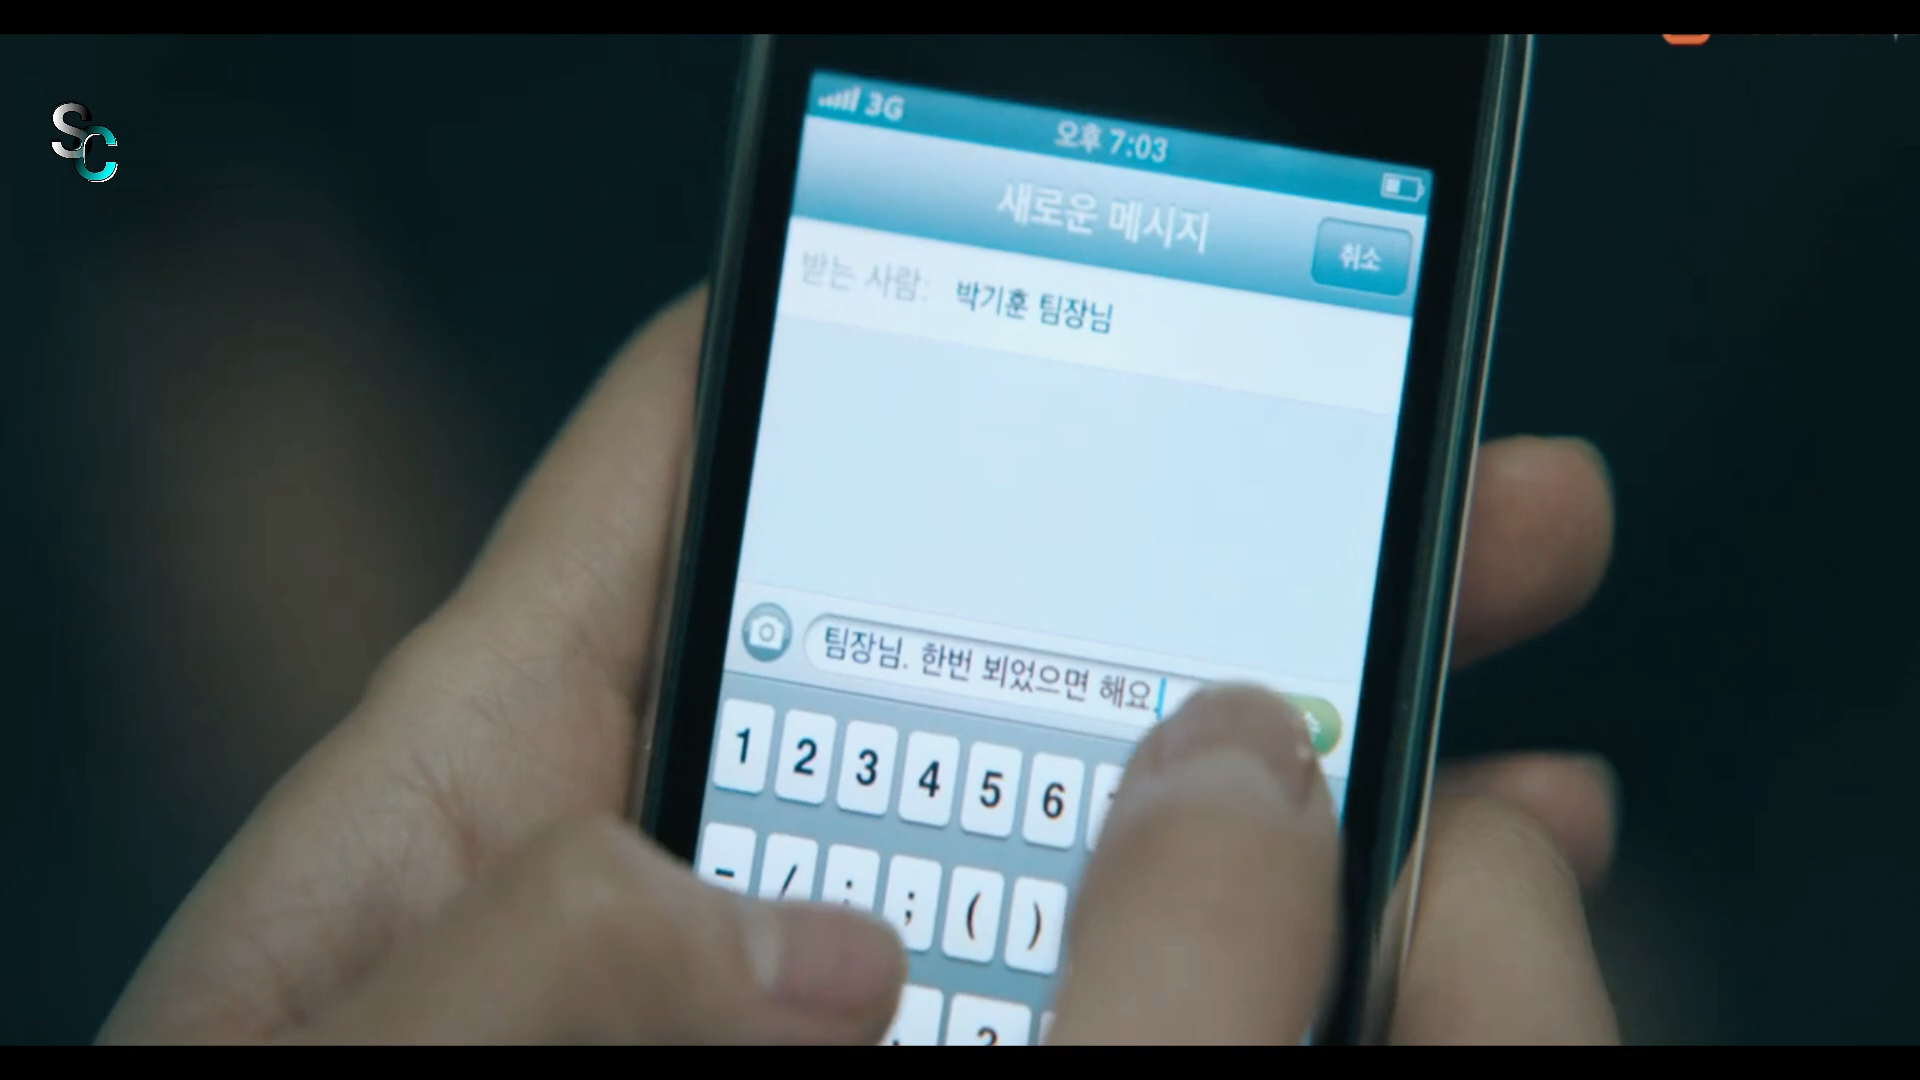 SC
3G
오후 7:03
새로운 메시지
취소
받는 사람: 박기훈 팀장님
팀장님. 한번 뵈었으면 해요.
1 2 3 4 5 6
- / : ; ( )